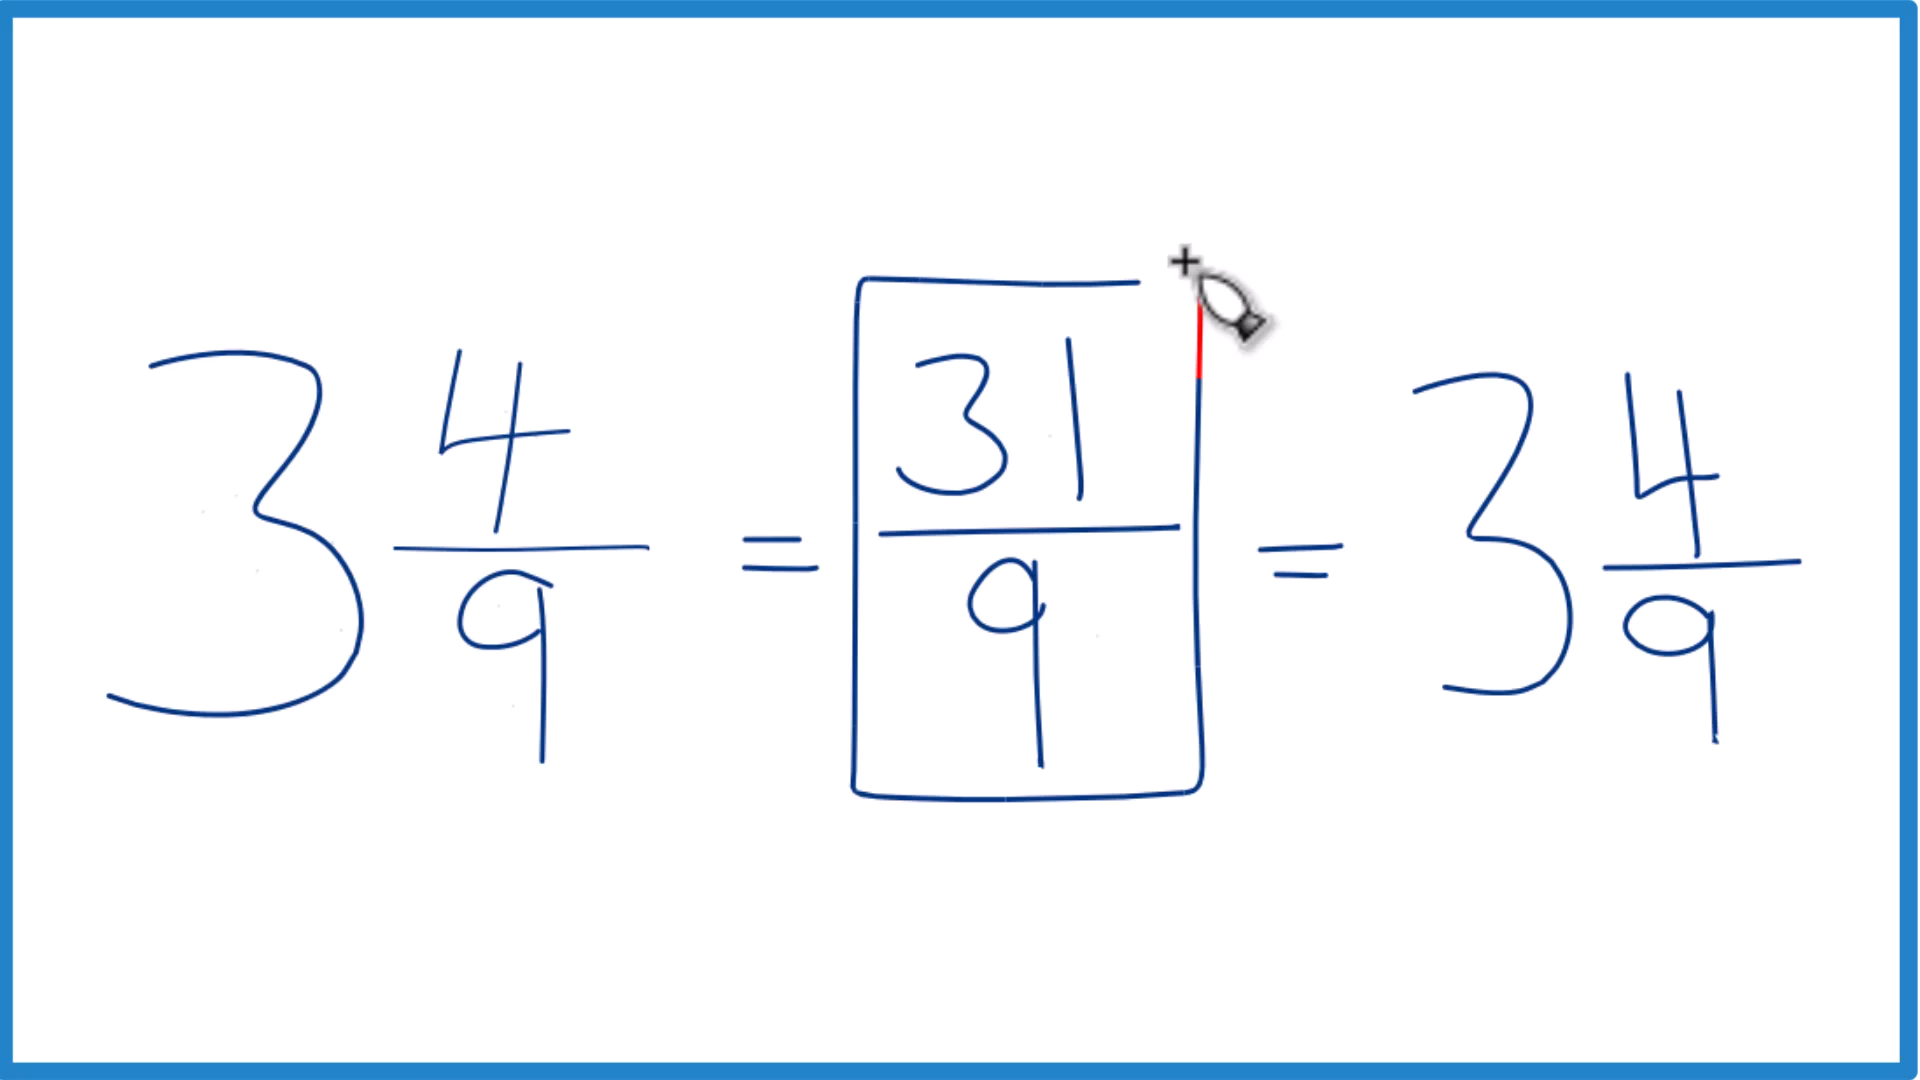 3 4/9 = 31/9 = 3 4/9